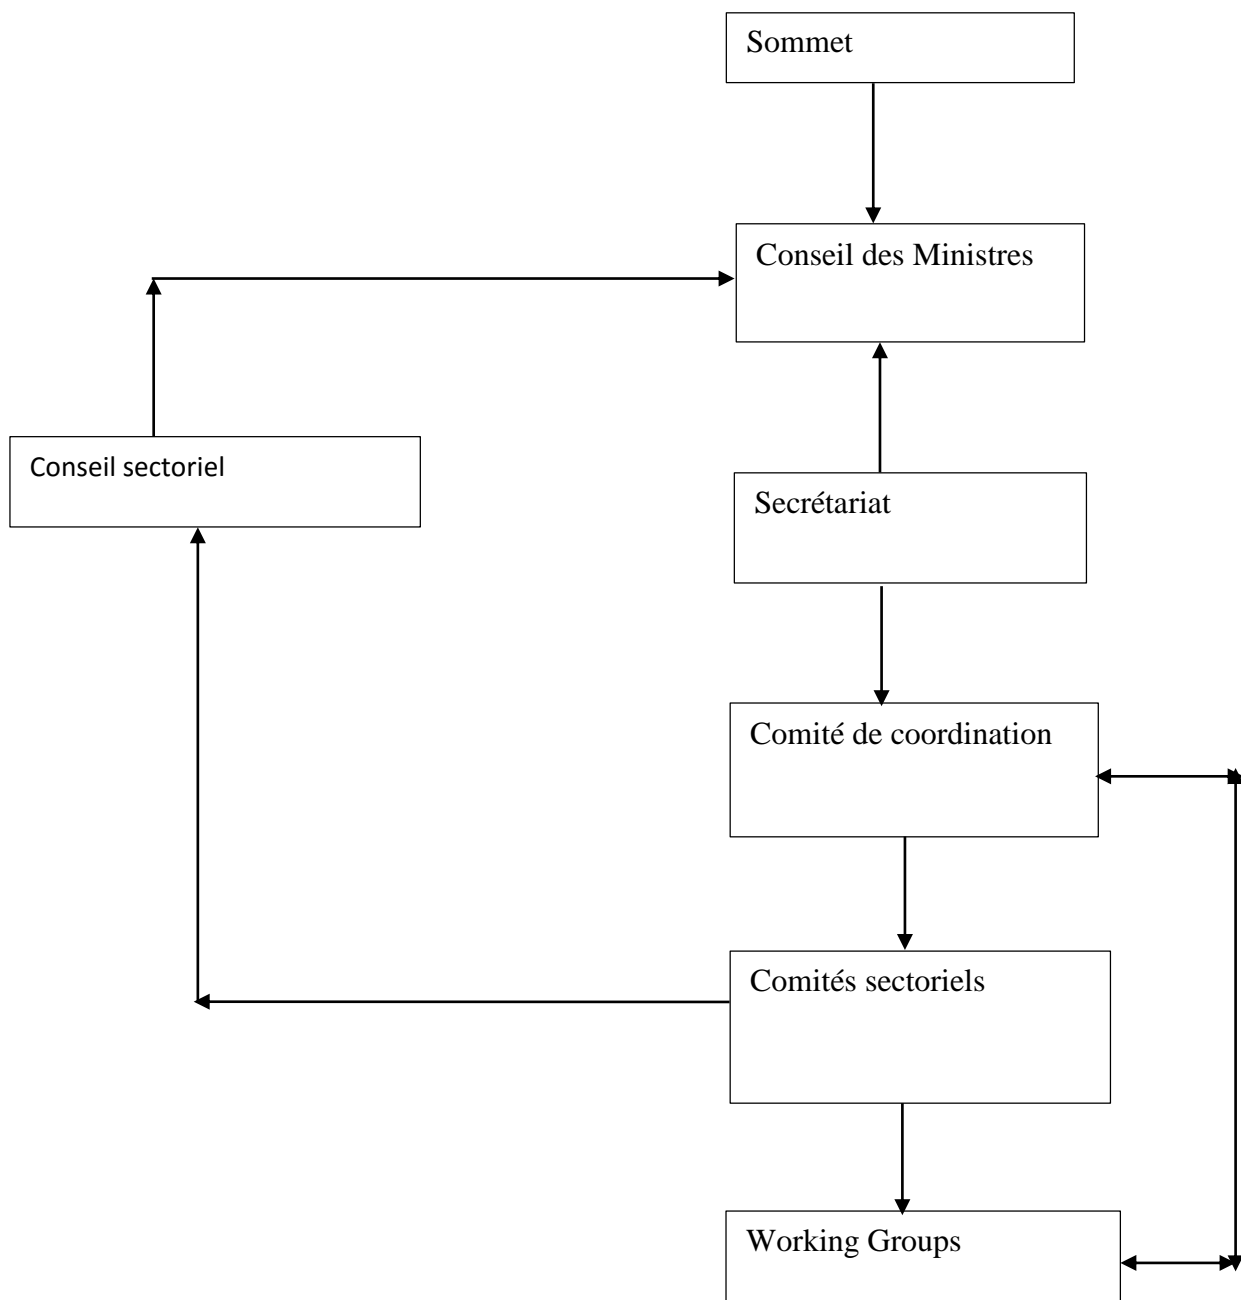 Sommet
Conseil des Ministres
Conseil sectoriel
Secrétariat
Comité de coordination
Comités sectoriels
Working Groups